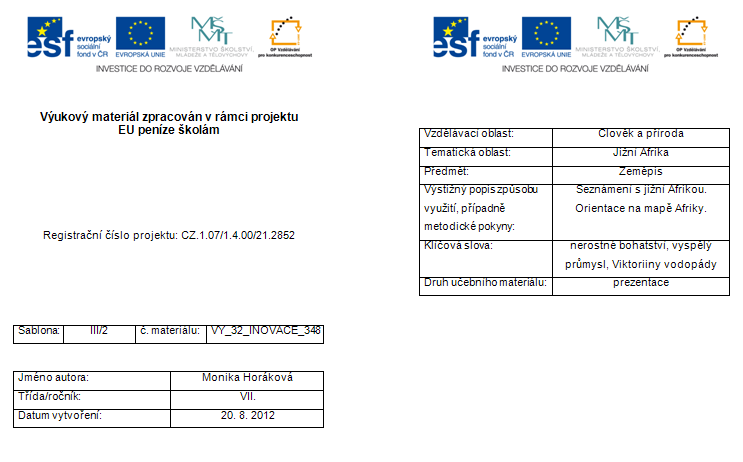 esf evropský sociální fond v ČR EVROPSKÁ UNIE MINISTERSTVO ŠKOLSTVÍ, MLÁDEŽE A TĚLOVÝCHOVY OP Vzdělávání pro konkurenceschopnost
INVESTICE DO ROZVOJE VZDĚLÁVÁNÍ
Výukový materiál zpracován v rámci projektu
EU peníze školám
Registrační číslo projektu: CZ.1.07/1.4.00/21.2852
Šablona: III/2 č. materiálu: VY_32_INOVACE_348
Jméno autora: Monika Horáková
Třída/ročník: VII.
Datum vytvoření: 20. 8. 2012
esf evropský sociální fond v ČR EVROPSKÁ UNIE MINISTERSTVO ŠKOLSTVÍ, MLÁDEŽE A TĚLOVÝCHOVY OP Vzdělávání pro konkurenceschopnost
INVESTICE DO ROZVOJE VZDĚLÁVÁNÍ
Vzdělávací oblast: Člověk a příroda
Tematická oblast: Jižní Afrika
Předmět: Zeměpis
Výstižný popis způsobu Seznámení s jižní Afrikou.
využití, případně Orientace na mapě Afriky.
metodické pokyny:
Klíčová slova: nerostné bohatství, vyspělý
průmysl, Viktoriiny vodopády
Druh učebního materiálu: prezentace